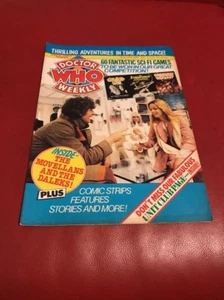 THRILLING ADVENTURES IN TIME AND SPACE!
DOCTOR
WHO
WEEKLY
60 FANTASTIC SCI FI GAMES
TO BE WON IN OUR GREAT
COMPETITION!
INSIDE:
THE
MOVELLANS
AND THE
DALEKS!
PLUS
COMIC STRIPS
FEATURES
STORIES AND MORE!
DON'T MISS OUR FABULOUS
UNIT CLUB PAGE